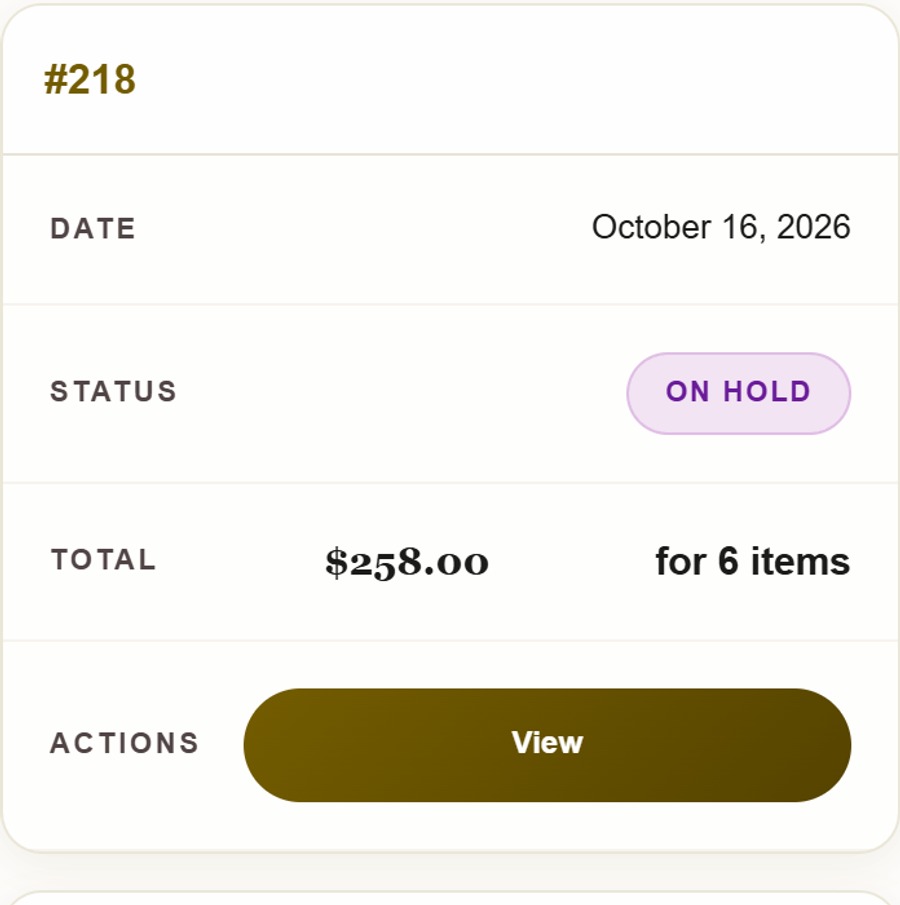 #218
DATE October 16, 2026
STATUS ON HOLD
TOTAL $258.00 for 6 items
ACTIONS View